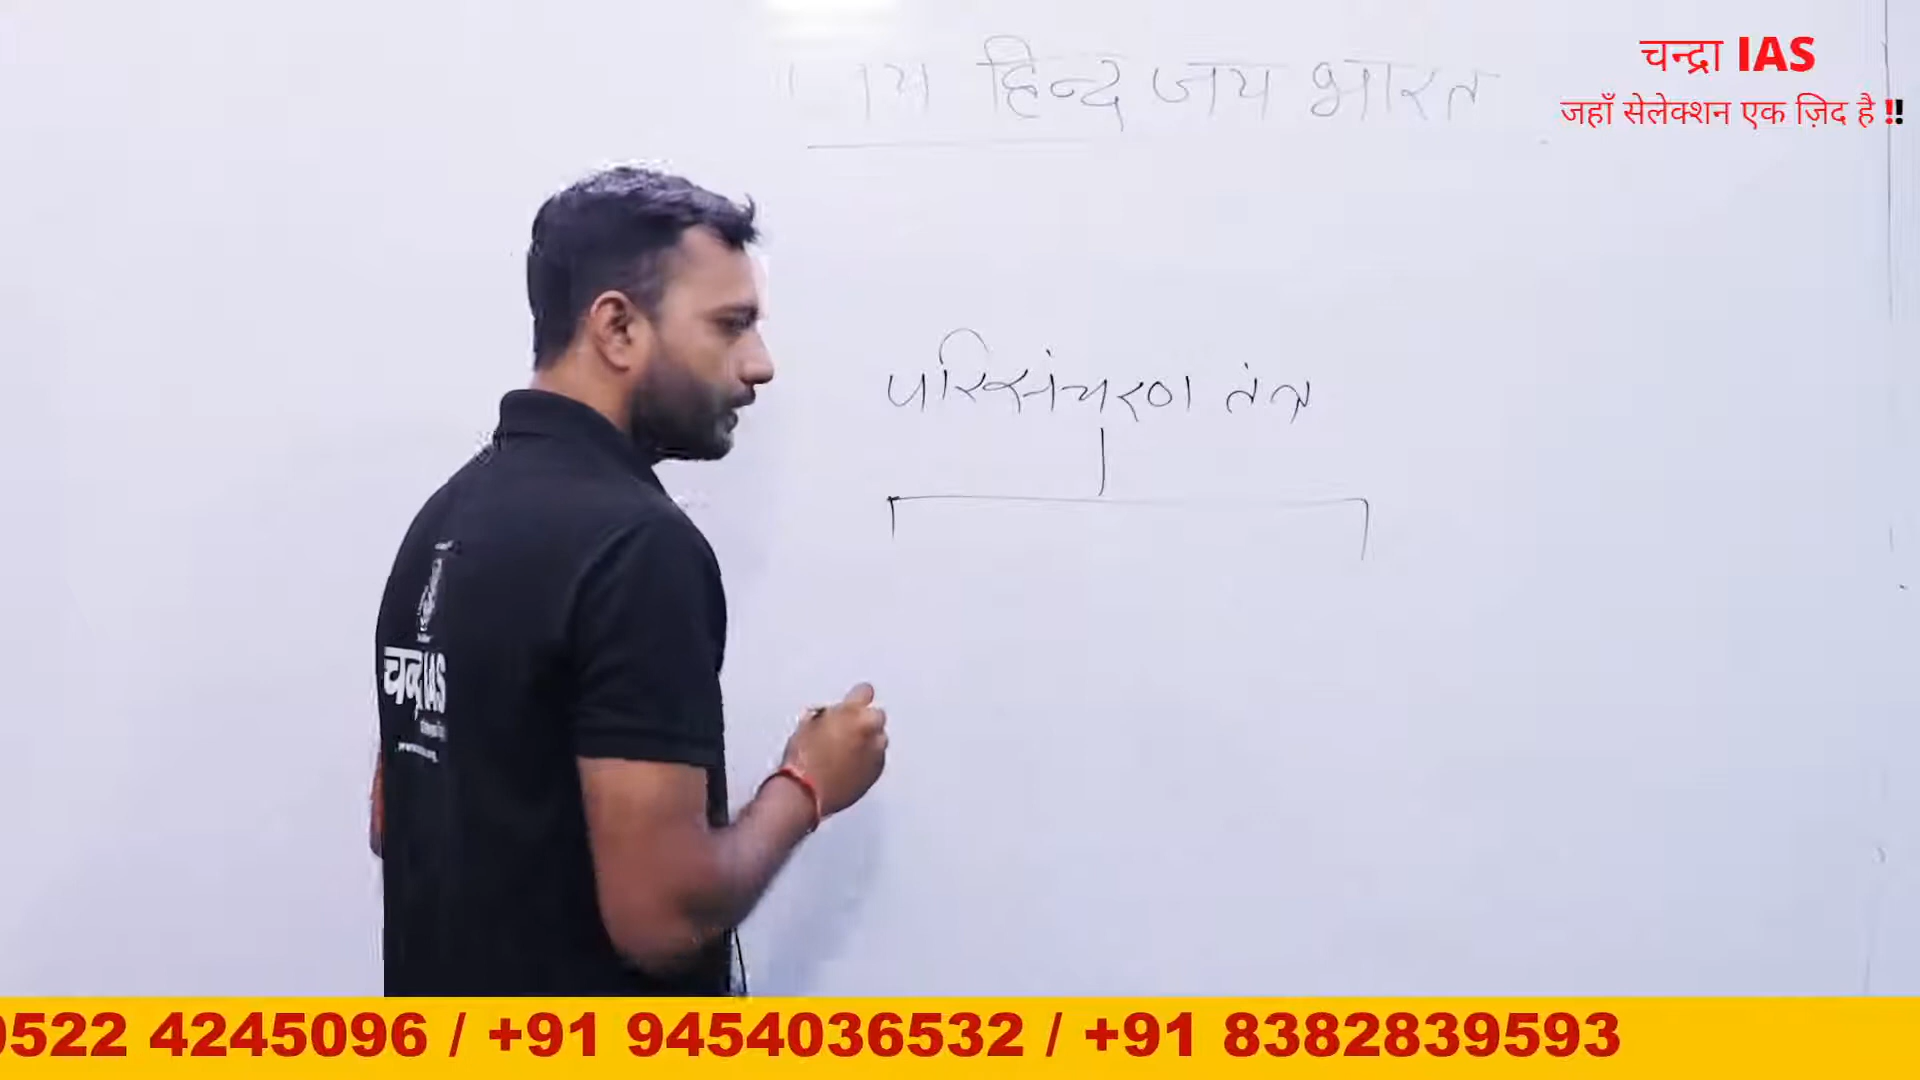 चन्द्रा IAS
जहाँ सेलेक्शन एक ज़िद है !!
जय हिन्द जय भारत
परिसंचरण तंत्र
चन्द्रा IAS
0522 4245096 / +91 9454036532 / +91 8382839593